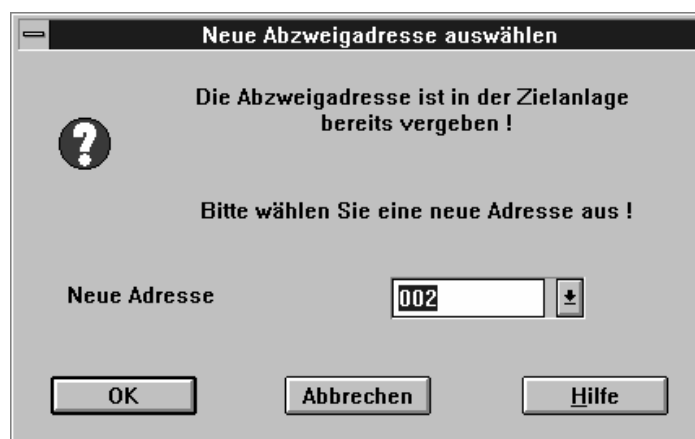 Neue Abzweigadresse auswählen
Die Abzweigadresse ist in der Zielanlage
bereits vergeben !
Bitte wählen Sie eine neue Adresse aus !
Neue Adresse 002
OK Abbrechen Hilfe